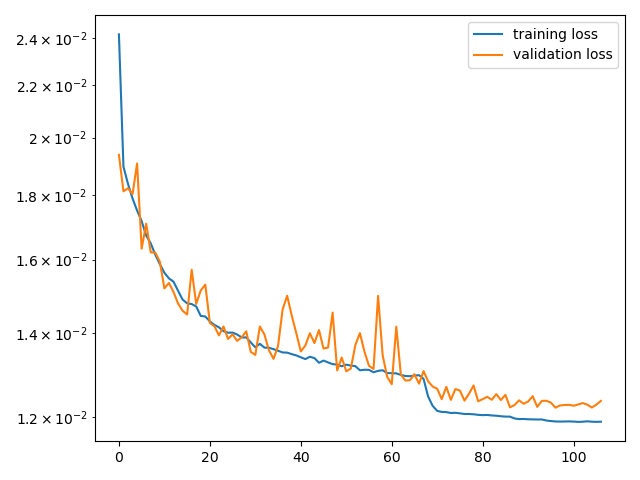 training loss
validation loss
2.4 × 10⁻²
2.2 × 10⁻²
2 × 10⁻²
1.8 × 10⁻²
1.6 × 10⁻²
1.4 × 10⁻²
1.2 × 10⁻²
0 20 40 60 80 100